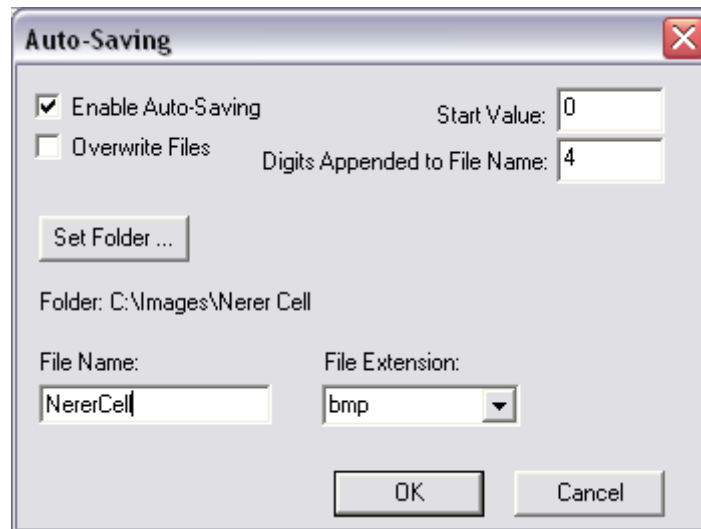 Auto-Saving
Enable Auto-Saving
Start Value: 0
Overwrite Files
Digits Appended to File Name: 4
Set Folder ...
Folder: C:\Images\Nerer Cell
File Name:
File Extension:
NererCell
bmp
OK
Cancel